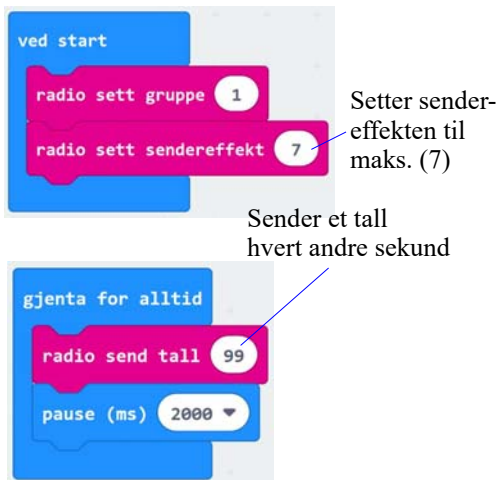 ved start
radio sett gruppe 1
radio sett sendereffekt 7
Setter sender-
effekten til
maks. (7)
Sender et tall
hvert andre sekund
gjenta for alltid
radio send tall 99
pause (ms) 2000